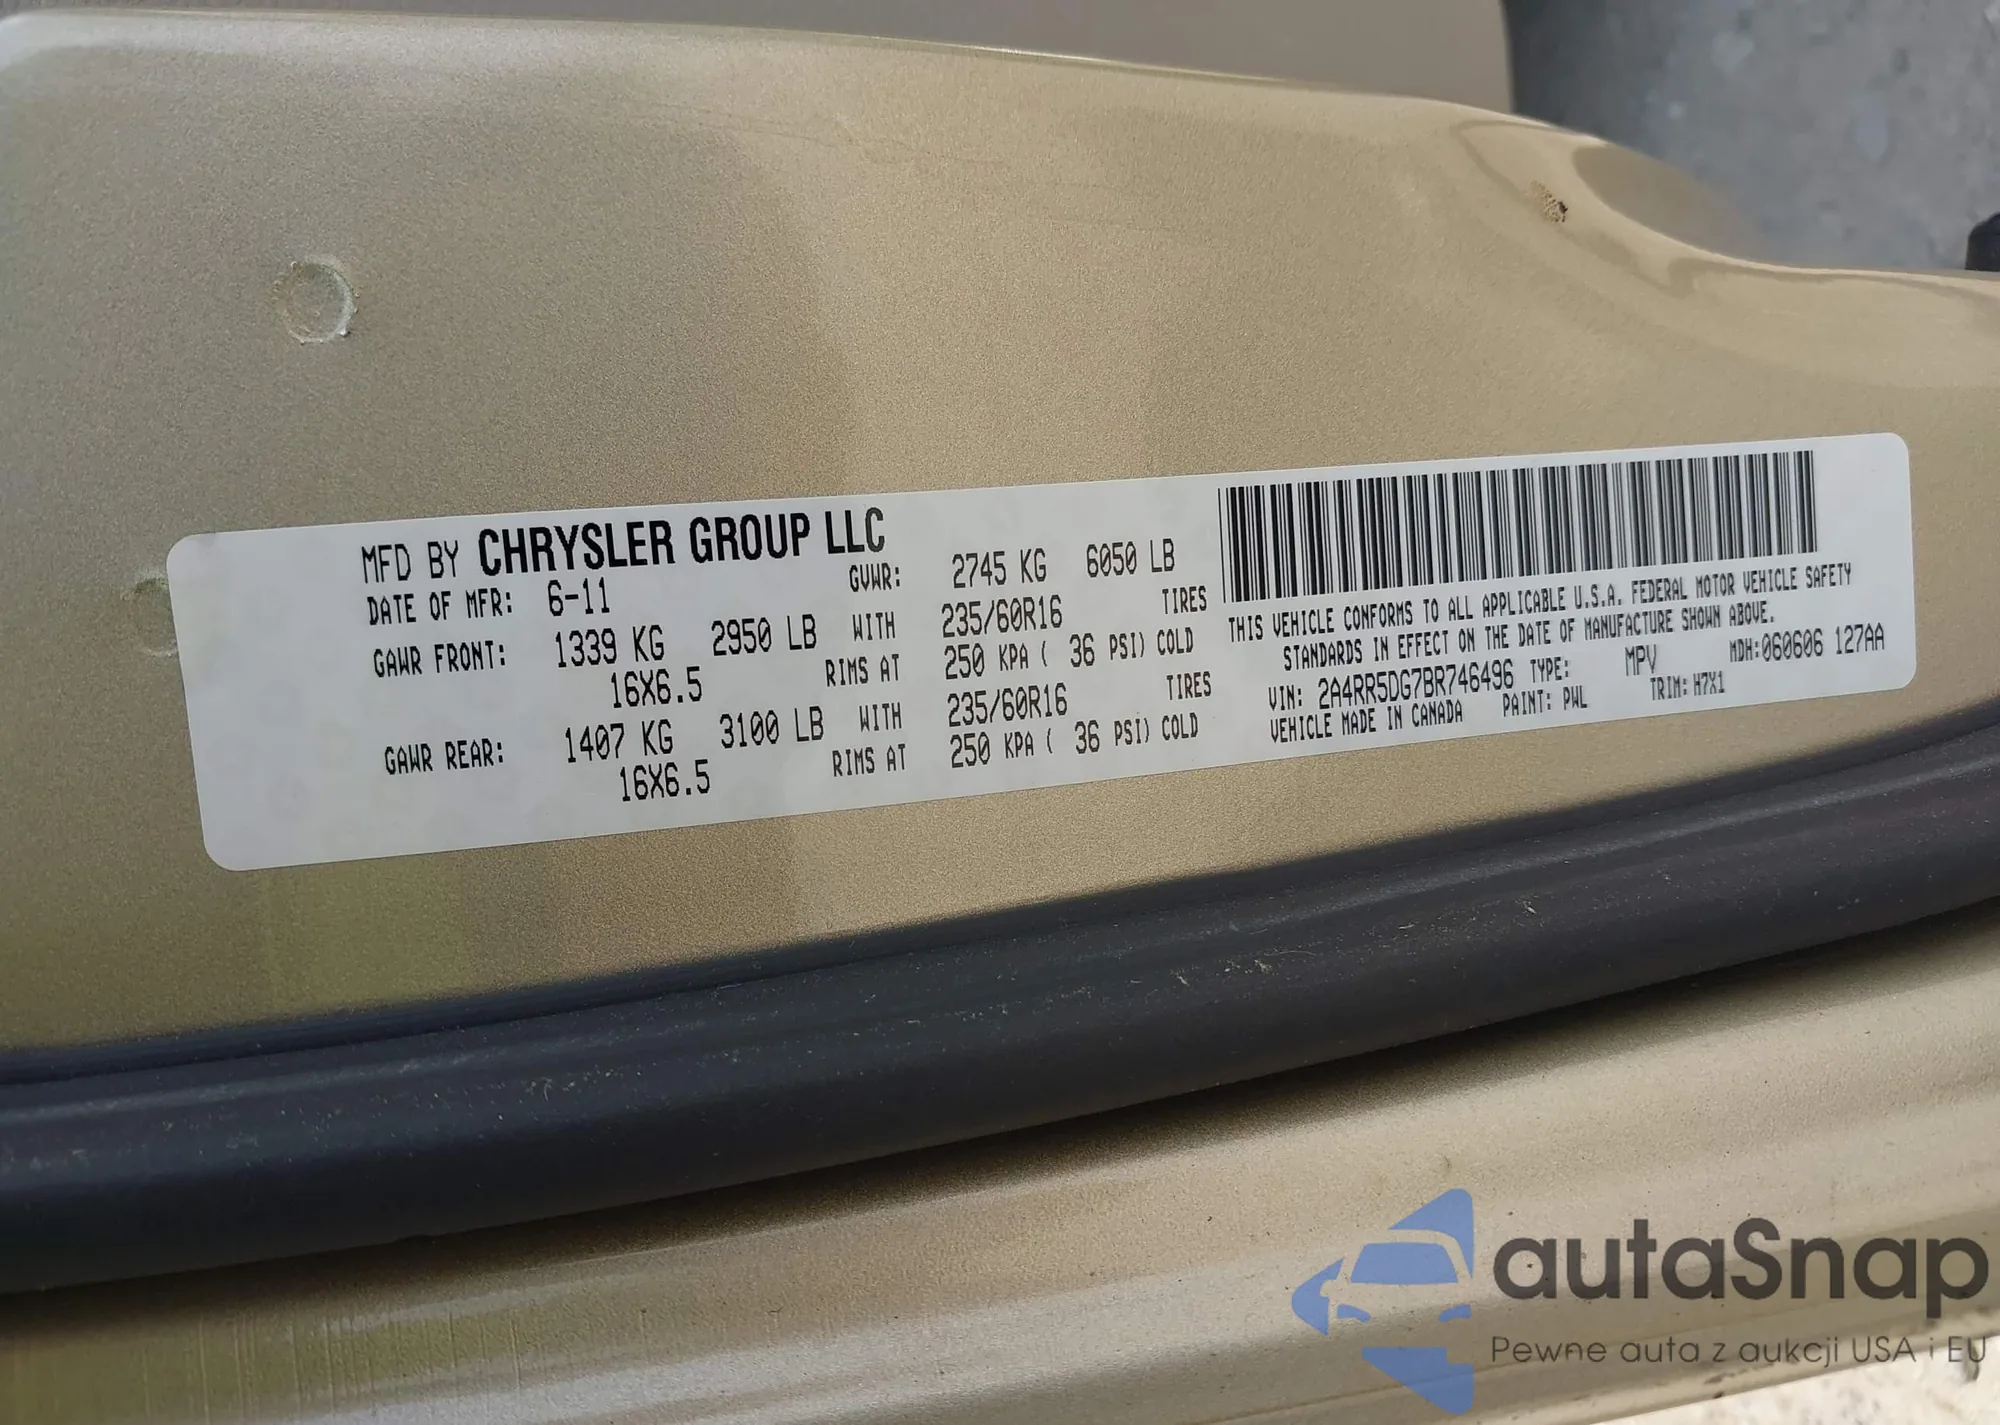 MFD BY CHRYSLER GROUP LLC
DATE OF MFR: 6-11 GVWR: 2745 KG 6050 LB
GAWR FRONT: 1339 KG 2950 LB WITH 235/60R16 TIRES
16X6.5 RIMS AT 250 KPA ( 36 PSI) COLD
GAWR REAR: 1407 KG 3100 LB WITH 235/60R16 TIRES
16X6.5 RIMS AT 250 KPA ( 36 PSI) COLD
THIS VEHICLE CONFORMS TO ALL APPLICABLE U.S.A. FEDERAL MOTOR VEHICLE SAFETY
STANDARDS IN EFFECT ON THE DATE OF MANUFACTURE SHOWN ABOVE.
VIN: 2A4RR5DG7BR746496 TYPE: MPV MDH:060606 127AA
VEHICLE MADE IN CANADA PAINT: PWL TRIM: H7X1
autaSnap
Pewne auta z aukcji USA i EU